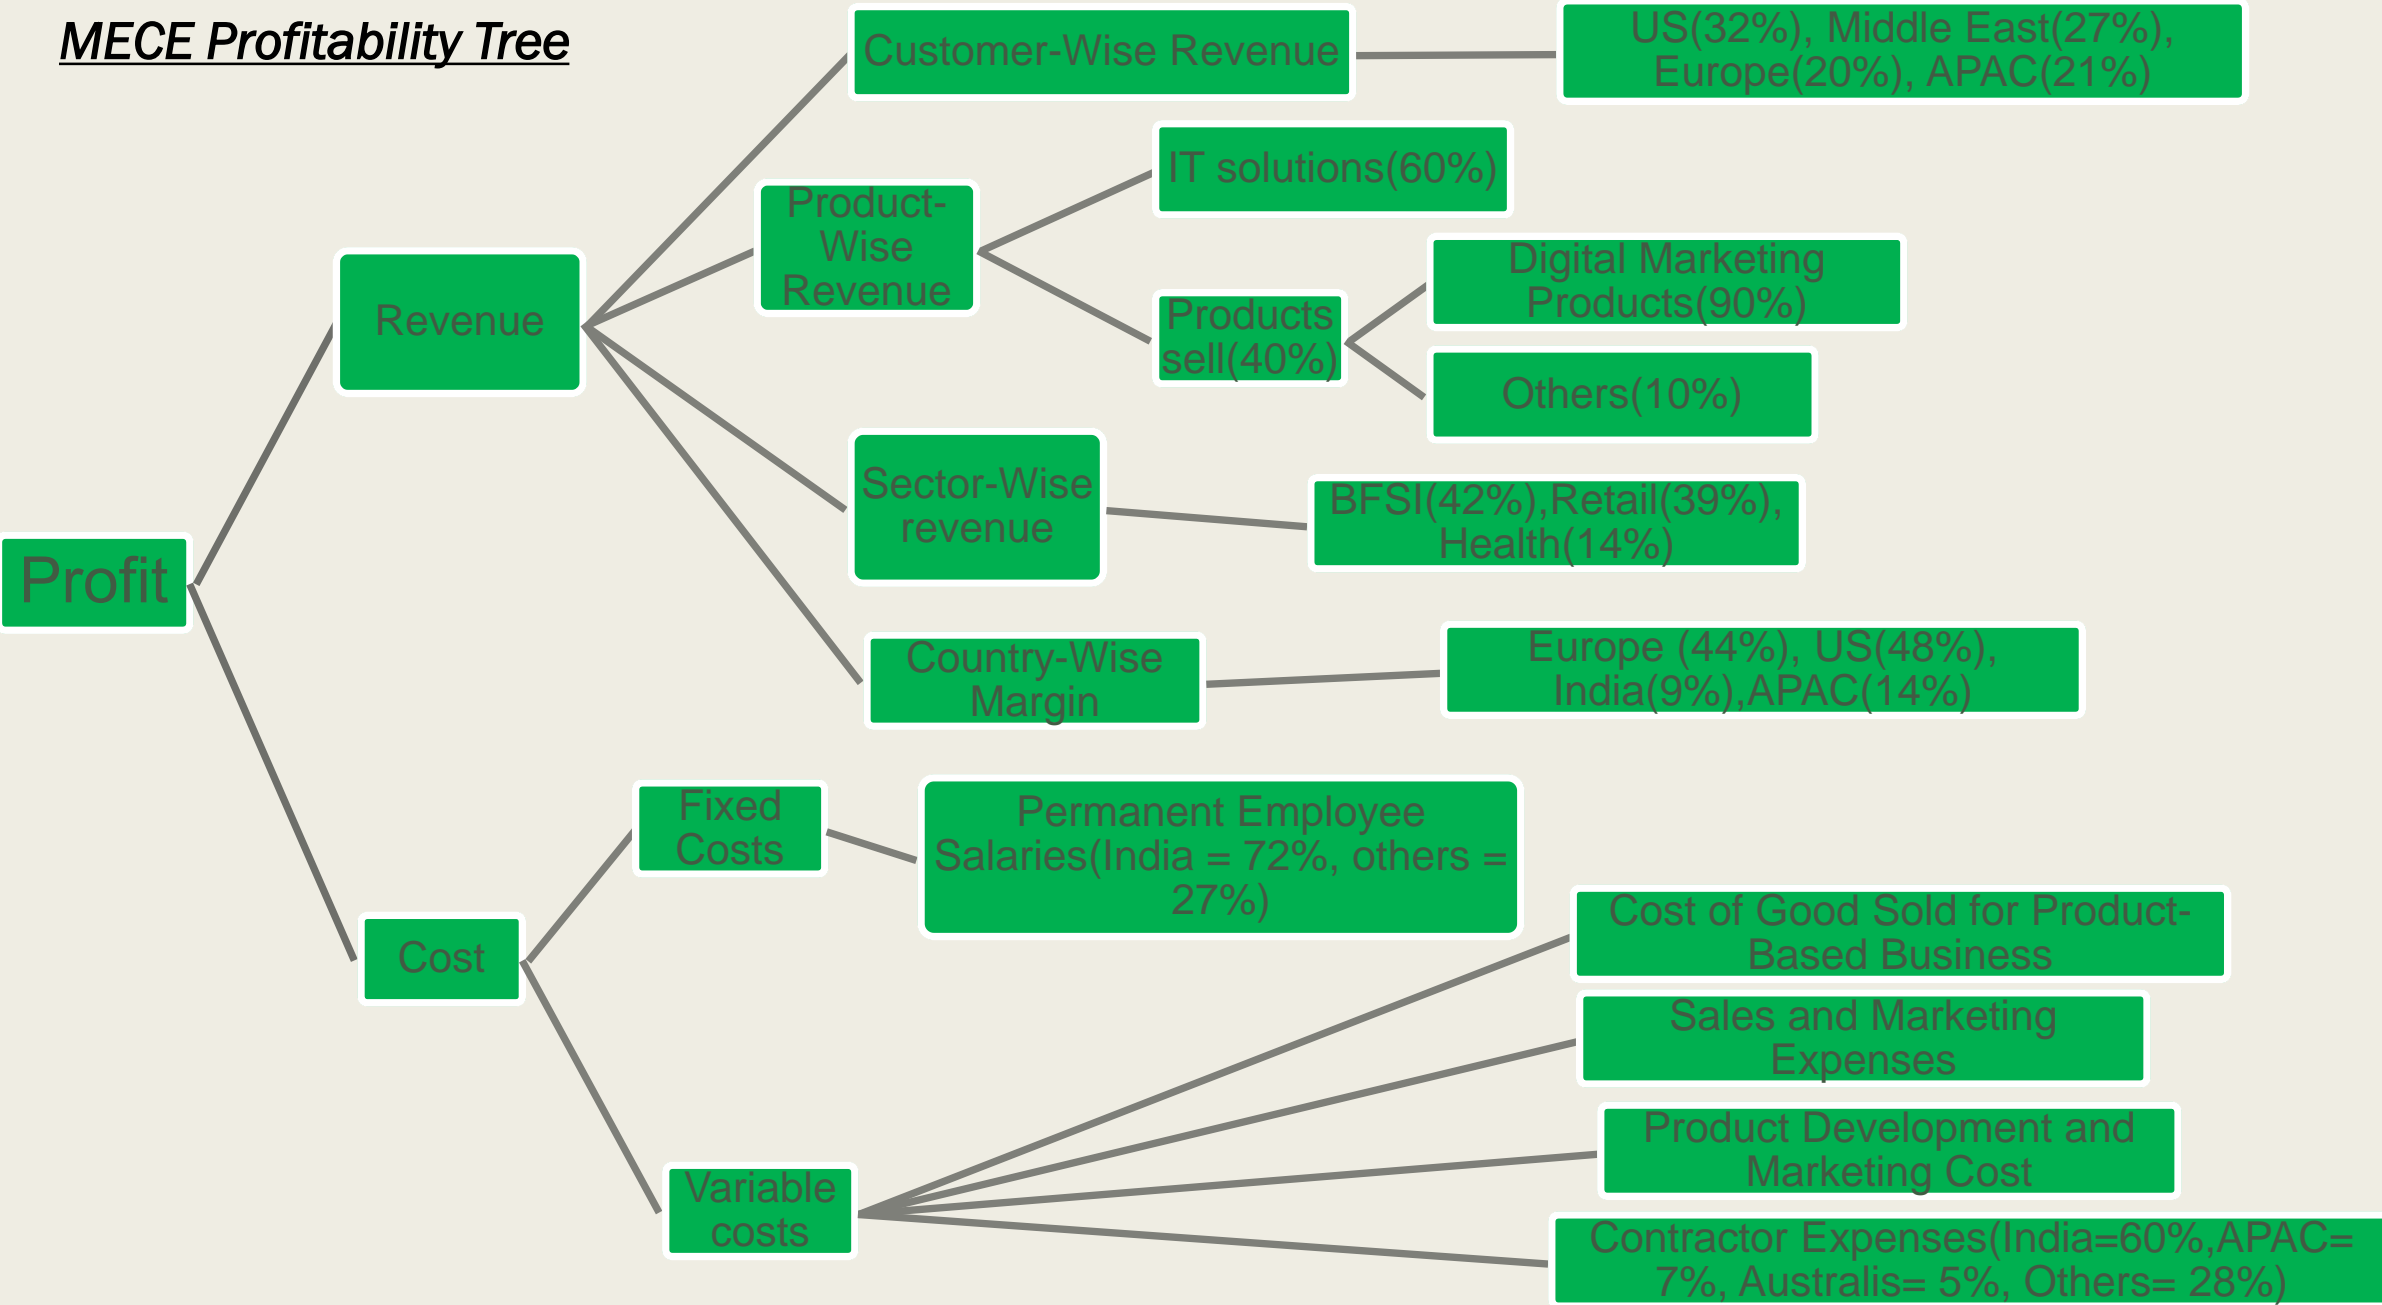 MECE Profitability Tree
Customer-Wise Revenue
US(32%), Middle East(27%),
Europe(20%), APAC(21%)
IT solutions(60%)
Product-
Wise
Revenue
Digital Marketing
Products(90%)
Products
sell(40%)
Others(10%)
Revenue
Sector-Wise
revenue
BFSI(42%),Retail(39%),
Health(14%)
Profit
Country-Wise
Margin
Europe (44%), US(48%),
India(9%),APAC(14%)
Fixed
Costs
Permanent Employee
Salaries(India = 72%, others =
27%)
Cost
Cost of Good Sold for Product-
Based Business
Sales and Marketing
Expenses
Product Development and
Marketing Cost
Variable
costs
Contractor Expenses(India=60%,APAC=
7%, Australis= 5%, Others= 28%)